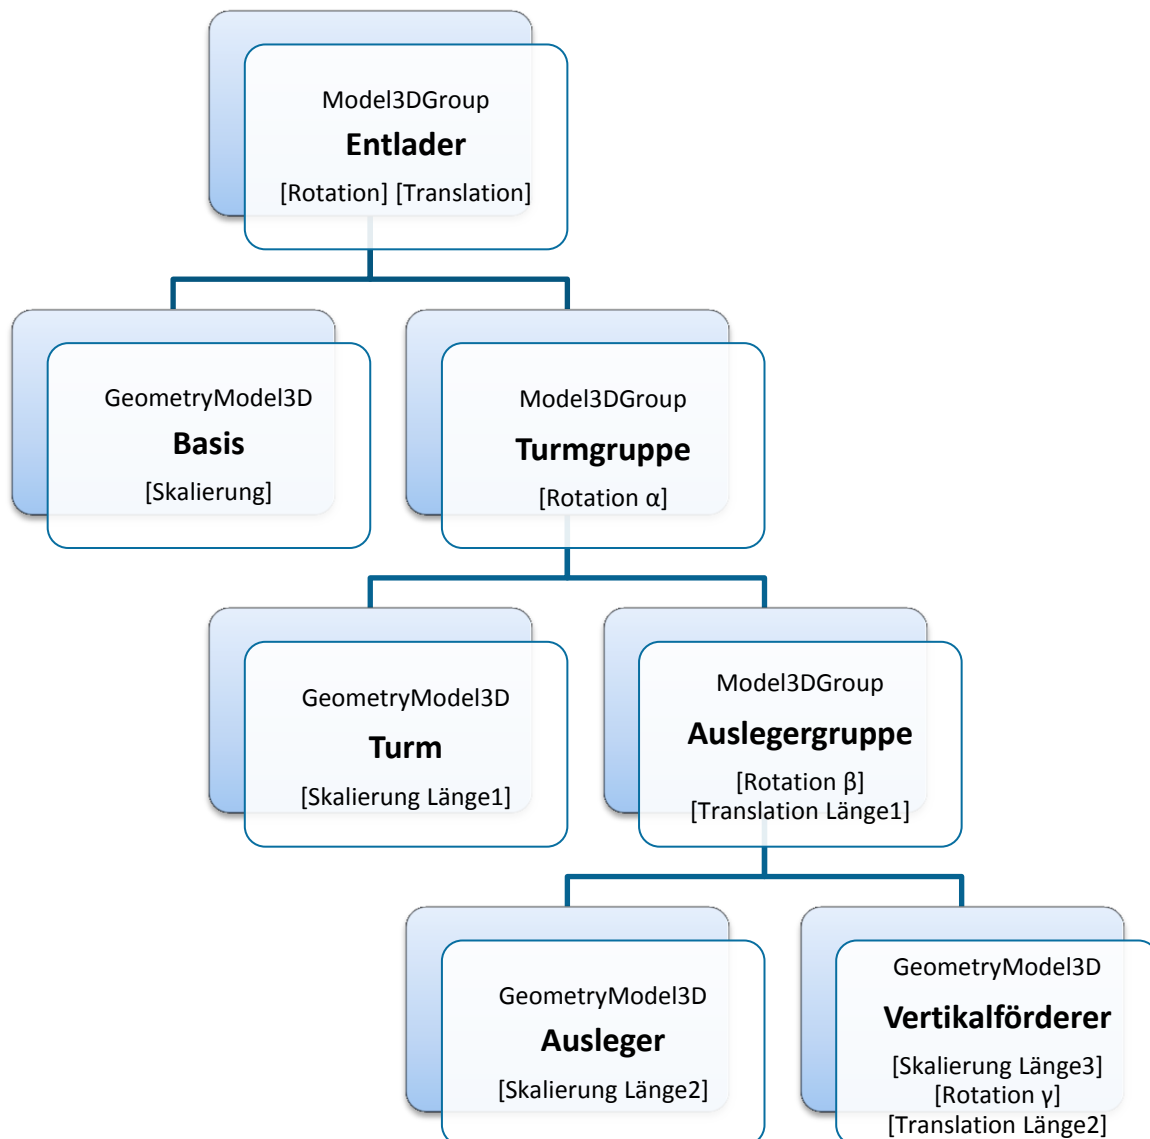 Model3DGroup
Entlader
[Rotation] [Translation]
GeometryModel3D
Basis
[Skalierung]
Model3DGroup
Turmgruppe
[Rotation α]
GeometryModel3D
Turm
[Skalierung Länge1]
Model3DGroup
Auslegergruppe
[Rotation β]
[Translation Länge1]
GeometryModel3D
Ausleger
[Skalierung Länge2]
GeometryModel3D
Vertikalförderer
[Skalierung Länge3]
[Rotation γ]
[Translation Länge2]